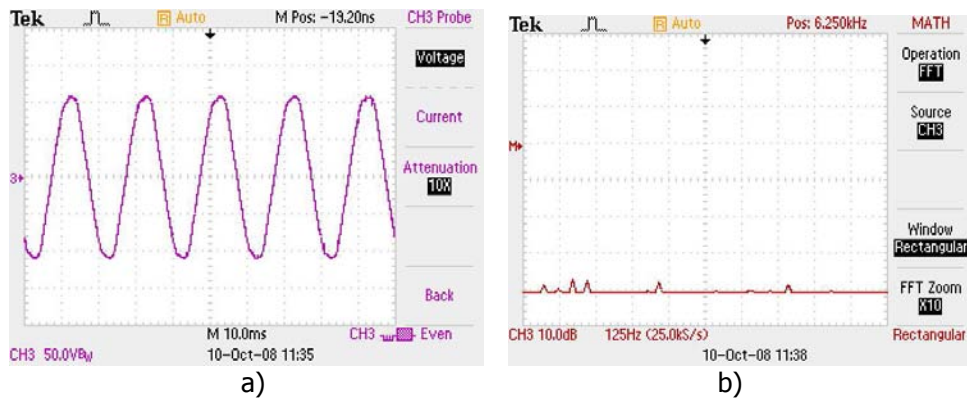 Tek R Auto M Pos: -13.20ns CH3 Probe
Voltage
Current
Attenuation
10X
3
Back
M 10.0ms CH3 Even
CH3 50.0VBW
10-Oct-08 11:35
a)
Tek R Auto Pos: 6.250kHz MATH
Operation
FFT
Source
CH3
M
Window
Rectangular
FFT Zoom
X10
CH3 10.0dB 125Hz (25.0kS/s) Rectangular
10-Oct-08 11:38
b)